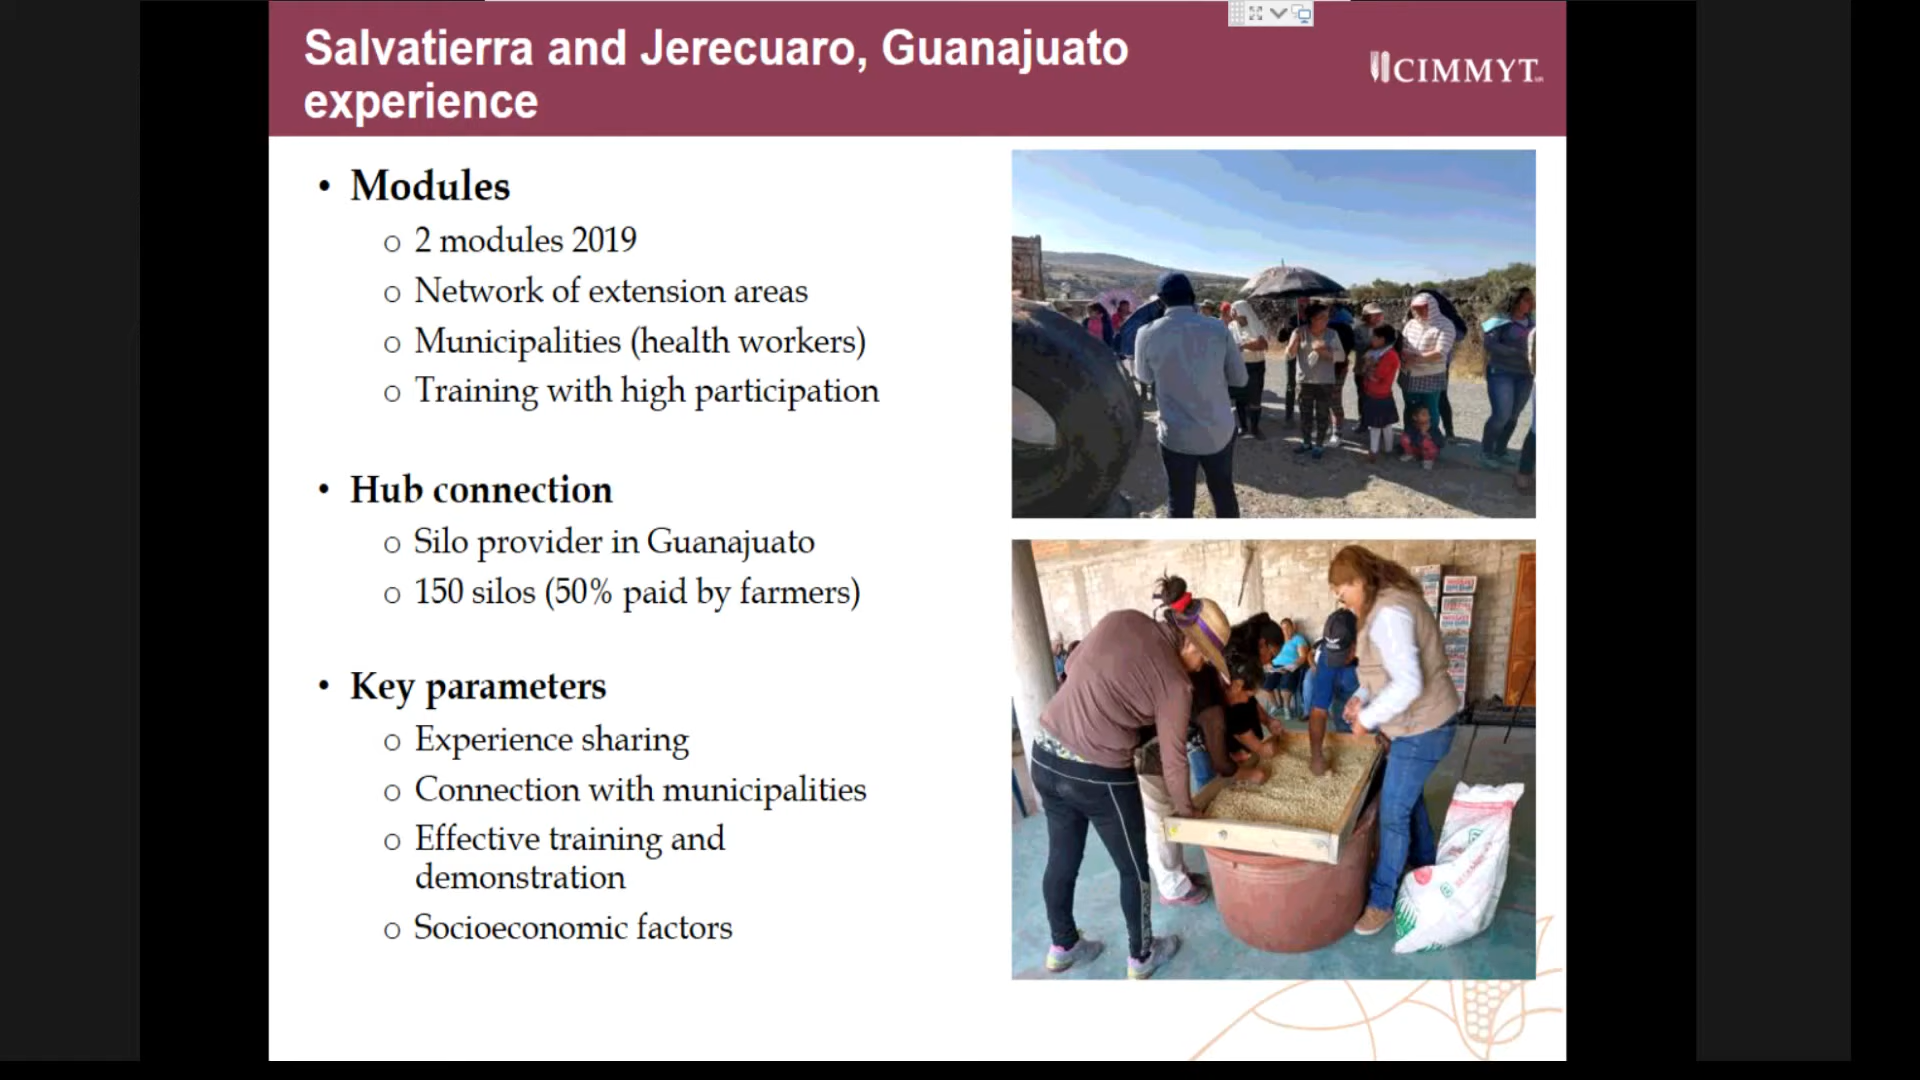 Salvatierra and Jerecuaro, Guanajuato
experience
CIMMYT
• Modules
o 2 modules 2019
o Network of extension areas
o Municipalities (health workers)
o Training with high participation
• Hub connection
o Silo provider in Guanajuato
o 150 silos (50% paid by farmers)
• Key parameters
o Experience sharing
o Connection with municipalities
o Effective training and
demonstration
o Socioeconomic factors